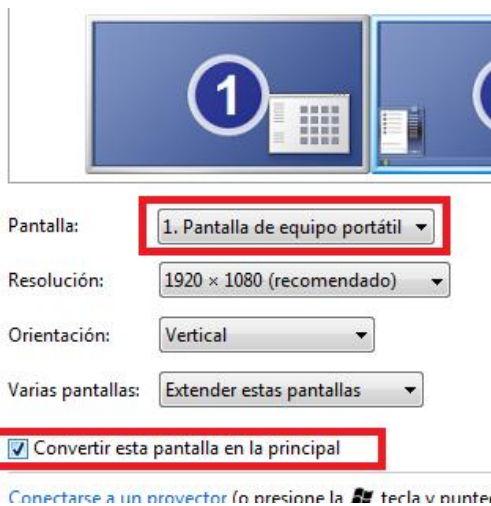 1
Pantalla: 1. Pantalla de equipo portátil
Resolución: 1920 × 1080 (recomendado)
Orientación: Vertical
Varias pantallas: Extender estas pantallas
Convertir esta pantalla en la principal
Conectarse a un proyector (o presione la tecla y